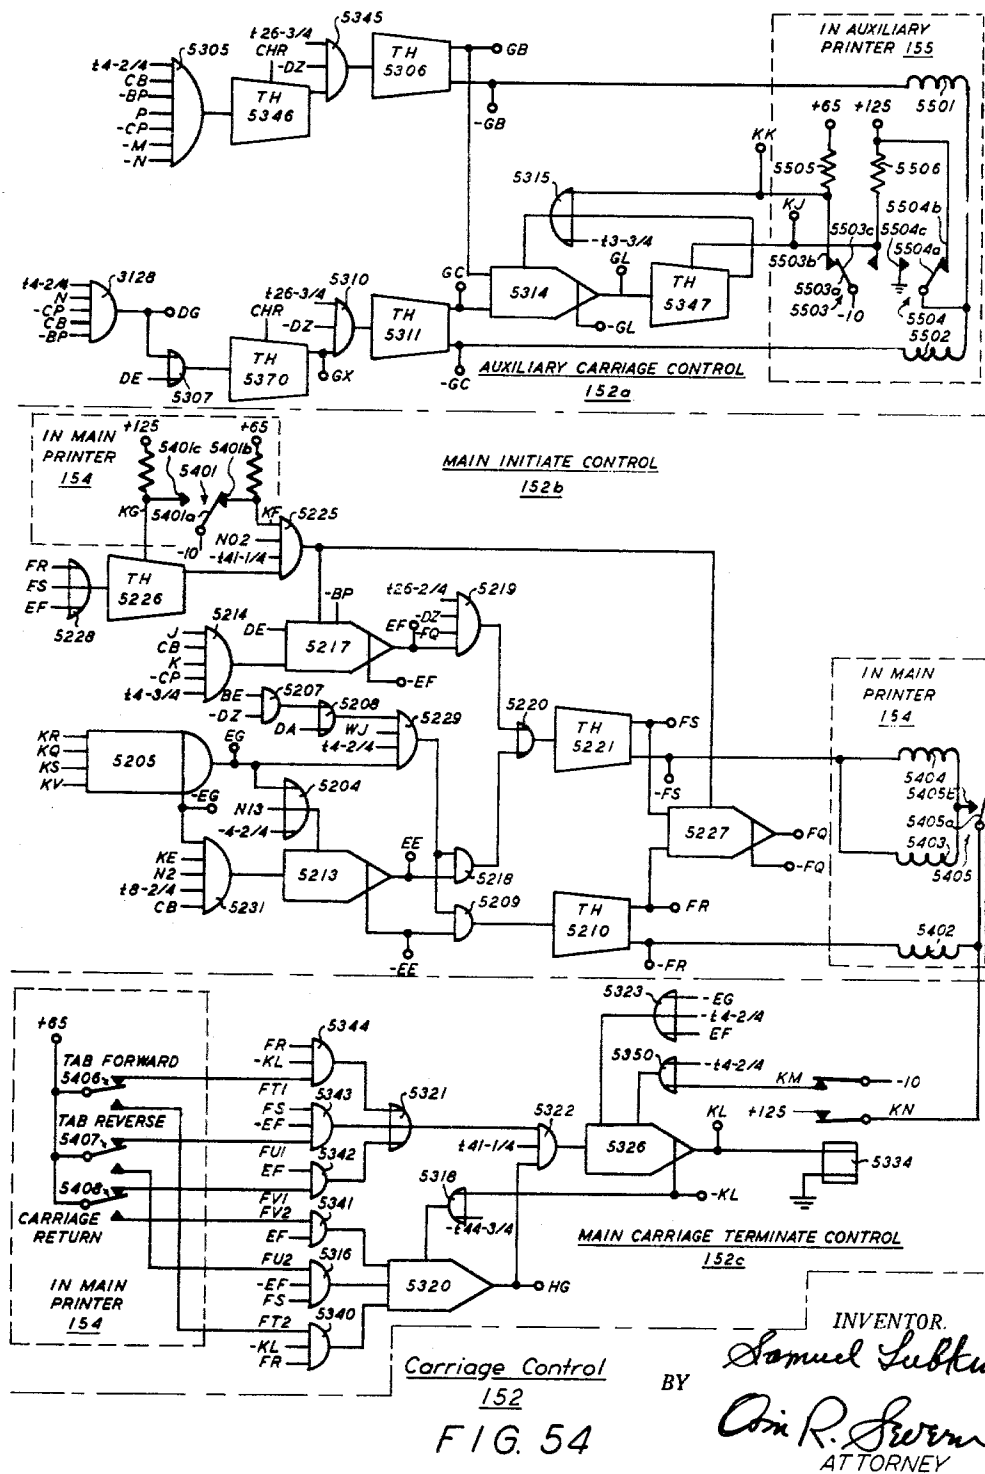 t26-3/4
5345
IN AUXILIARY
PRINTER 155
5305
CHR
-DZ
TH
5306
GB
t4-2/4
CB
-BP
P
-CP
-M
-N
TH
5346
-GB
5501
+65
+125
KK
5505
5506
5315
5504b
KJ
5503c
5504c
5504a
-t3-3/4
5503b
5503a
5503
-10
5504
GC
GL
5314
TH
5347
-GL
t4-2/4
3128
N
-CP
CB
-BP
DG
t26-3/4
5310
CHR
-DZ
TH
5311
5502
DE
5307
TH
5370
GX
-GC
AUXILIARY CARRIAGE CONTROL
152a
IN MAIN
PRINTER
154
+125
+65
5401c
5401b
5401
5401a
KG
-10
MAIN INITIATE CONTROL
152b
KF
5225
NO2
-t41-1/4
FR
FS
EF
5228
TH
5226
-BP
t26-2/4
5219
-DZ
-FQ
EF
5214
J
CB
K
-CP
t4-3/4
DE
5217
-EF
IN MAIN
PRINTER
154
BE
5207
-DZ
5208
DA
5229
WJ
t4-2/4
5220
TH
5221
FS
-FS
KR
KQ
KS
KV
5205
EG
-EG
5204
N13
-4-2/4
5404
5405b
5405a
5403
5405
5227
FQ
-FQ
KE
N2
t8-2/4
CB
5231
5213
EE
-EE
5218
5209
TH
5210
FR
-FR
5402
+65
TAB FORWARD
5406
TAB REVERSE
5407
5408
CARRIAGE
RETURN
IN MAIN
PRINTER
154
5344
FR
-KL
FT1
FS
-EF
5343
FU1
EF
5342
FV1
FV2
EF
5341
FU2
-EF
FS
5316
FT2
-KL
FR
5340
5321
5322
t41-1/4
5323
-EG
-t4-2/4
EF
5350
-t4-2/4
KM
-10
KL
+125
KN
5326
5334
5318
-t44-3/4
-KL
5320
HG
MAIN CARRIAGE TERMINATE CONTROL
152c
Carriage Control
152
FIG. 54
INVENTOR.
Samuel
BY
ATTORNEY